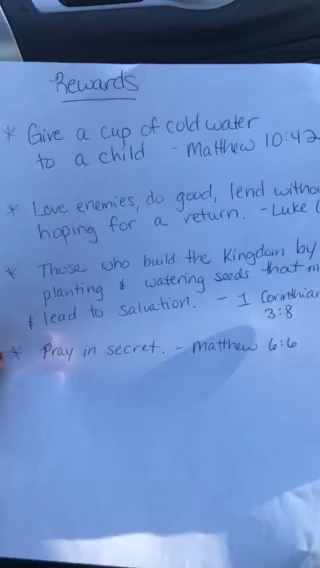 Rewards
* Give a cup of cold water
to a child - Matthew 10:42
* Love enemies, do good, lend
hoping for a return. - Luke
* Those who build the Kingdom by
planting & watering seeds that
& lead to salvation. - 1
3:8
* Pray in secret. - Matthew 6:6